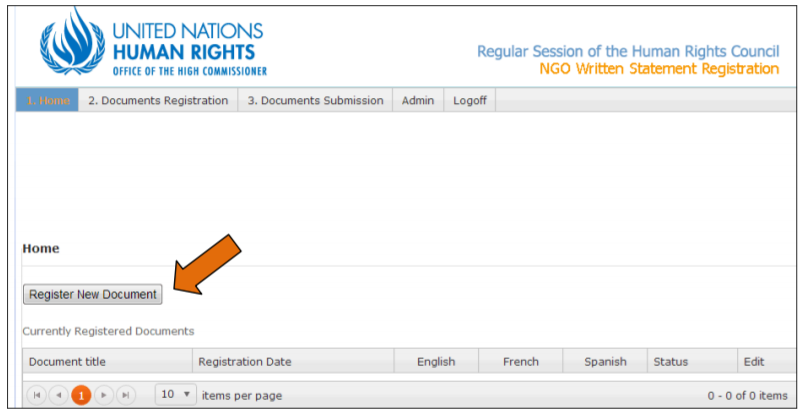 UNITED NATIONS
HUMAN RIGHTS
OFFICE OF THE HIGH COMMISSIONER
Regular Session of the Human Rights Council
NGO Written Statement Registration
1. Home 2. Documents Registration 3. Documents Submission Admin Logoff
Home
Register New Document
Currently Registered Documents
Document title Registration Date English French Spanish Status Edit
1 10 items per page 0 - 0 of 0 items